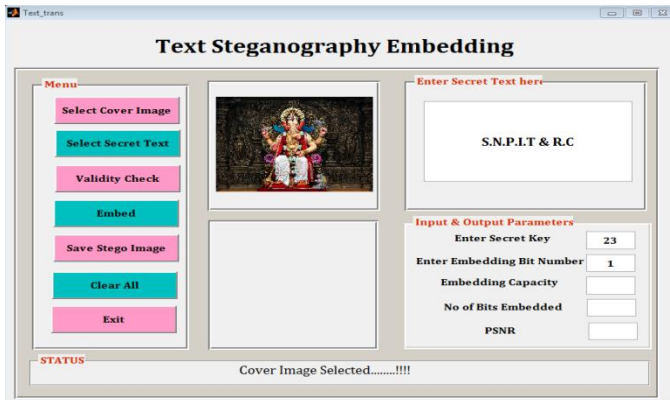 Text_trans
Text Steganography Embedding
Menu
Select Cover Image
Select Secret Text
Validity Check
Embed
Save Stego Image
Clear All
Exit
Enter Secret Text here
S.N.P.I.T & R.C
Input & Output Parameters
Enter Secret Key 23
Enter Embedding Bit Number 1
Embedding Capacity
No of Bits Embedded
PSNR
STATUS
Cover Image Selected........!!!!